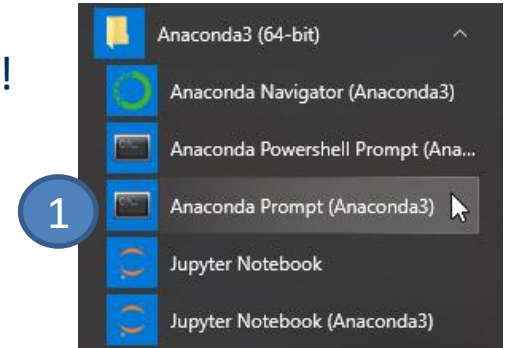 !
Anaconda3 (64-bit)
Anaconda Navigator (Anaconda3)
Anaconda Powershell Prompt (Ana...
1
Anaconda Prompt (Anaconda3)
Jupyter Notebook
Jupyter Notebook (Anaconda3)